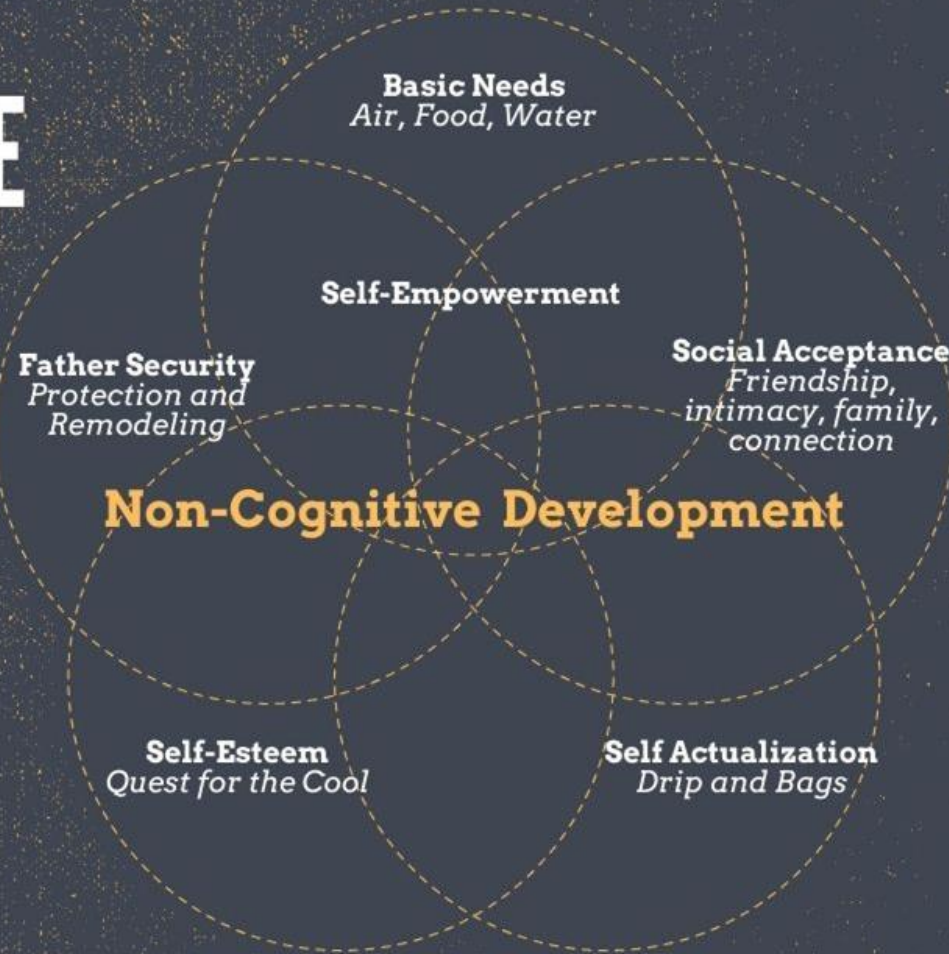 E
Basic Needs
Air, Food, Water
Self-Empowerment
Father Security
Protection and
Remodeling
Social Acceptance
Friendship,
intimacy, family,
connection
Non-Cognitive Development
Self-Esteem
Quest for the Cool
Self Actualization
Drip and Bags